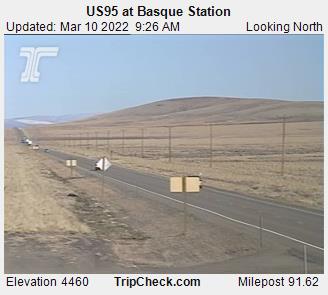 US95 at Basque Station
Updated: Mar 10 2022 9:26 AM Looking North
Elevation 4460 TripCheck.com Milepost 91.62